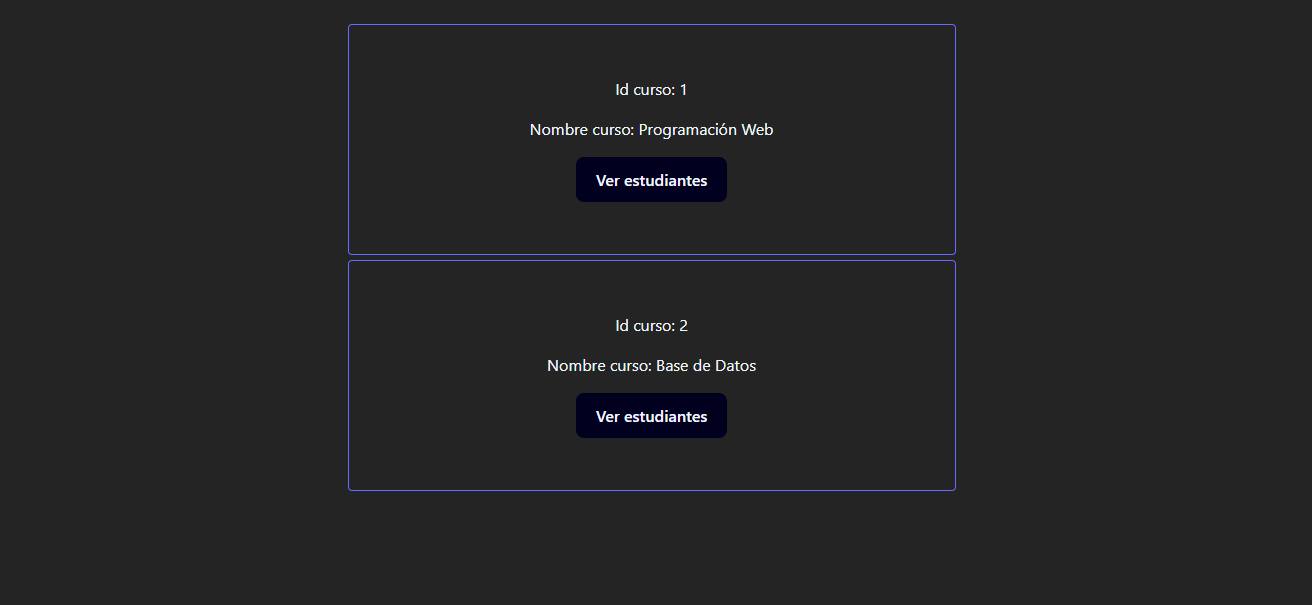 Id curso: 1
Nombre curso: Programación Web
Ver estudiantes
Id curso: 2
Nombre curso: Base de Datos
Ver estudiantes